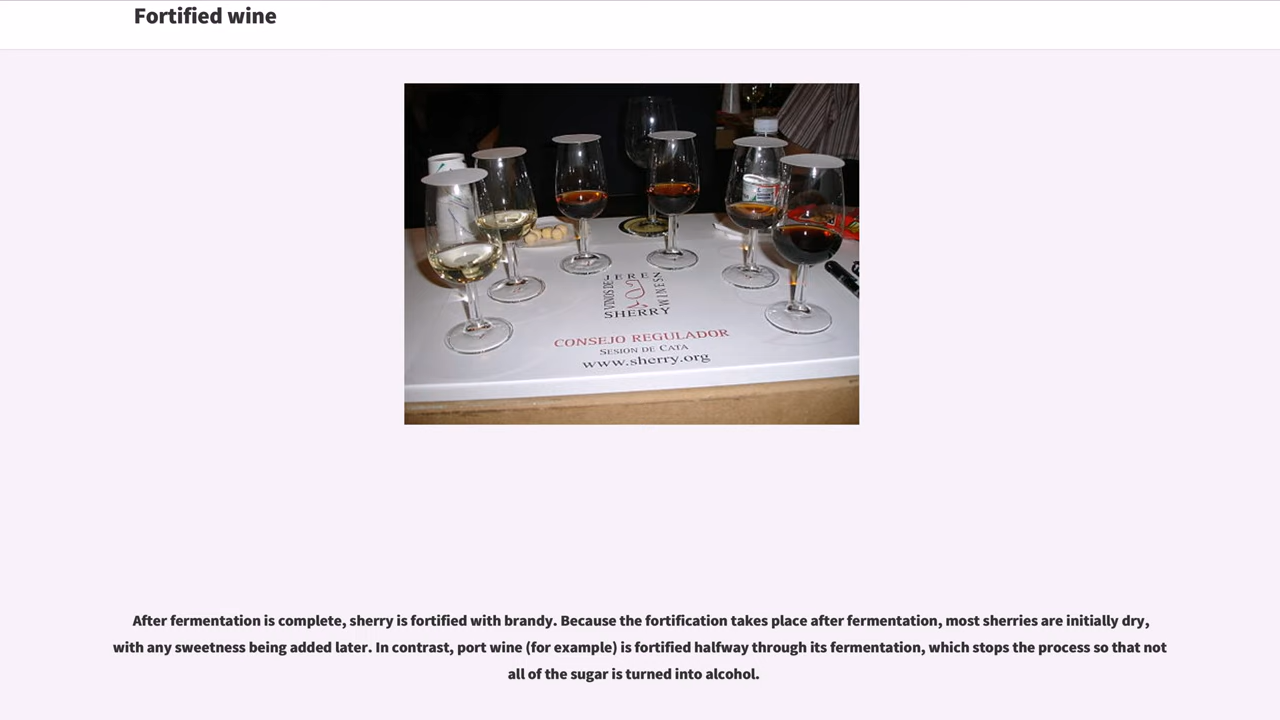 Fortified wine
JEREZ
VINOS DE
WINES
SHERRY
CONSEJO REGULADOR
SESION DE CATA
www.sherry.org
After fermentation is complete, sherry is fortified with brandy. Because the fortification takes place after fermentation, most sherries are initially dry,
with any sweetness being added later. In contrast, port wine (for example) is fortified halfway through its fermentation, which stops the process so that not
all of the sugar is turned into alcohol.